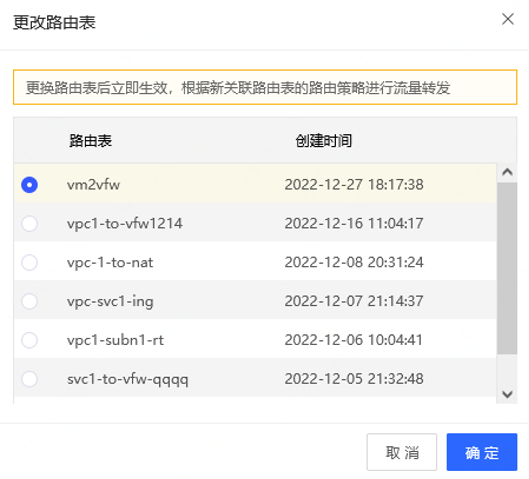 更改路由表
更换路由表后立即生效，根据新关联路由表的路由策略进行流量转发
路由表 创建时间
vm2vfw 2022-12-27 18:17:38
vpc1-to-vfw1214 2022-12-16 11:04:17
vpc-1-to-nat 2022-12-08 20:31:24
vpc-svc1-ing 2022-12-07 21:14:37
vpc1-subn1-rt 2022-12-06 10:04:41
svc1-to-vfw-qqqq 2022-12-05 21:32:48
取 消 确 定